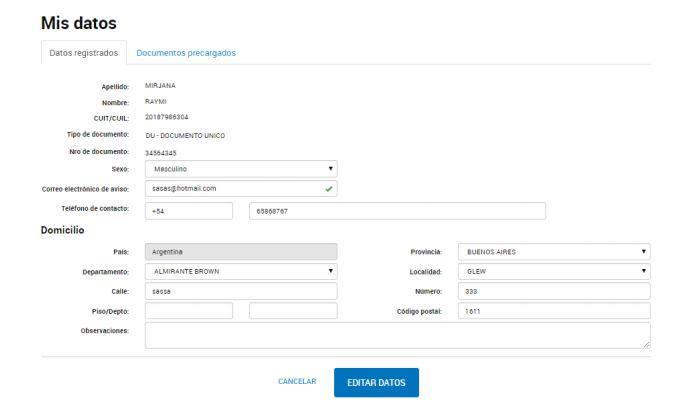 Mis datos
Datos registrados Documentos precargados
Apellido: MIRJANA
Nombre: RAYMI
CUIT/CUIL: 20187986304
Tipo de documento: DU - DOCUMENTO UNICO
Nro de documento: 34564345
Sexo: Masculino
Correo electrónico de aviso: sasas@hotmail.com
Teléfono de contacto: +54 65868767
Domicilio
País: Argentina Provincia: BUENOS AIRES
Departamento: ALMIRANTE BROWN Localidad: GLEW
Calle: sassa Número: 333
Piso/Depto: Código postal: 1611
Observaciones:
CANCELAR EDITAR DATOS